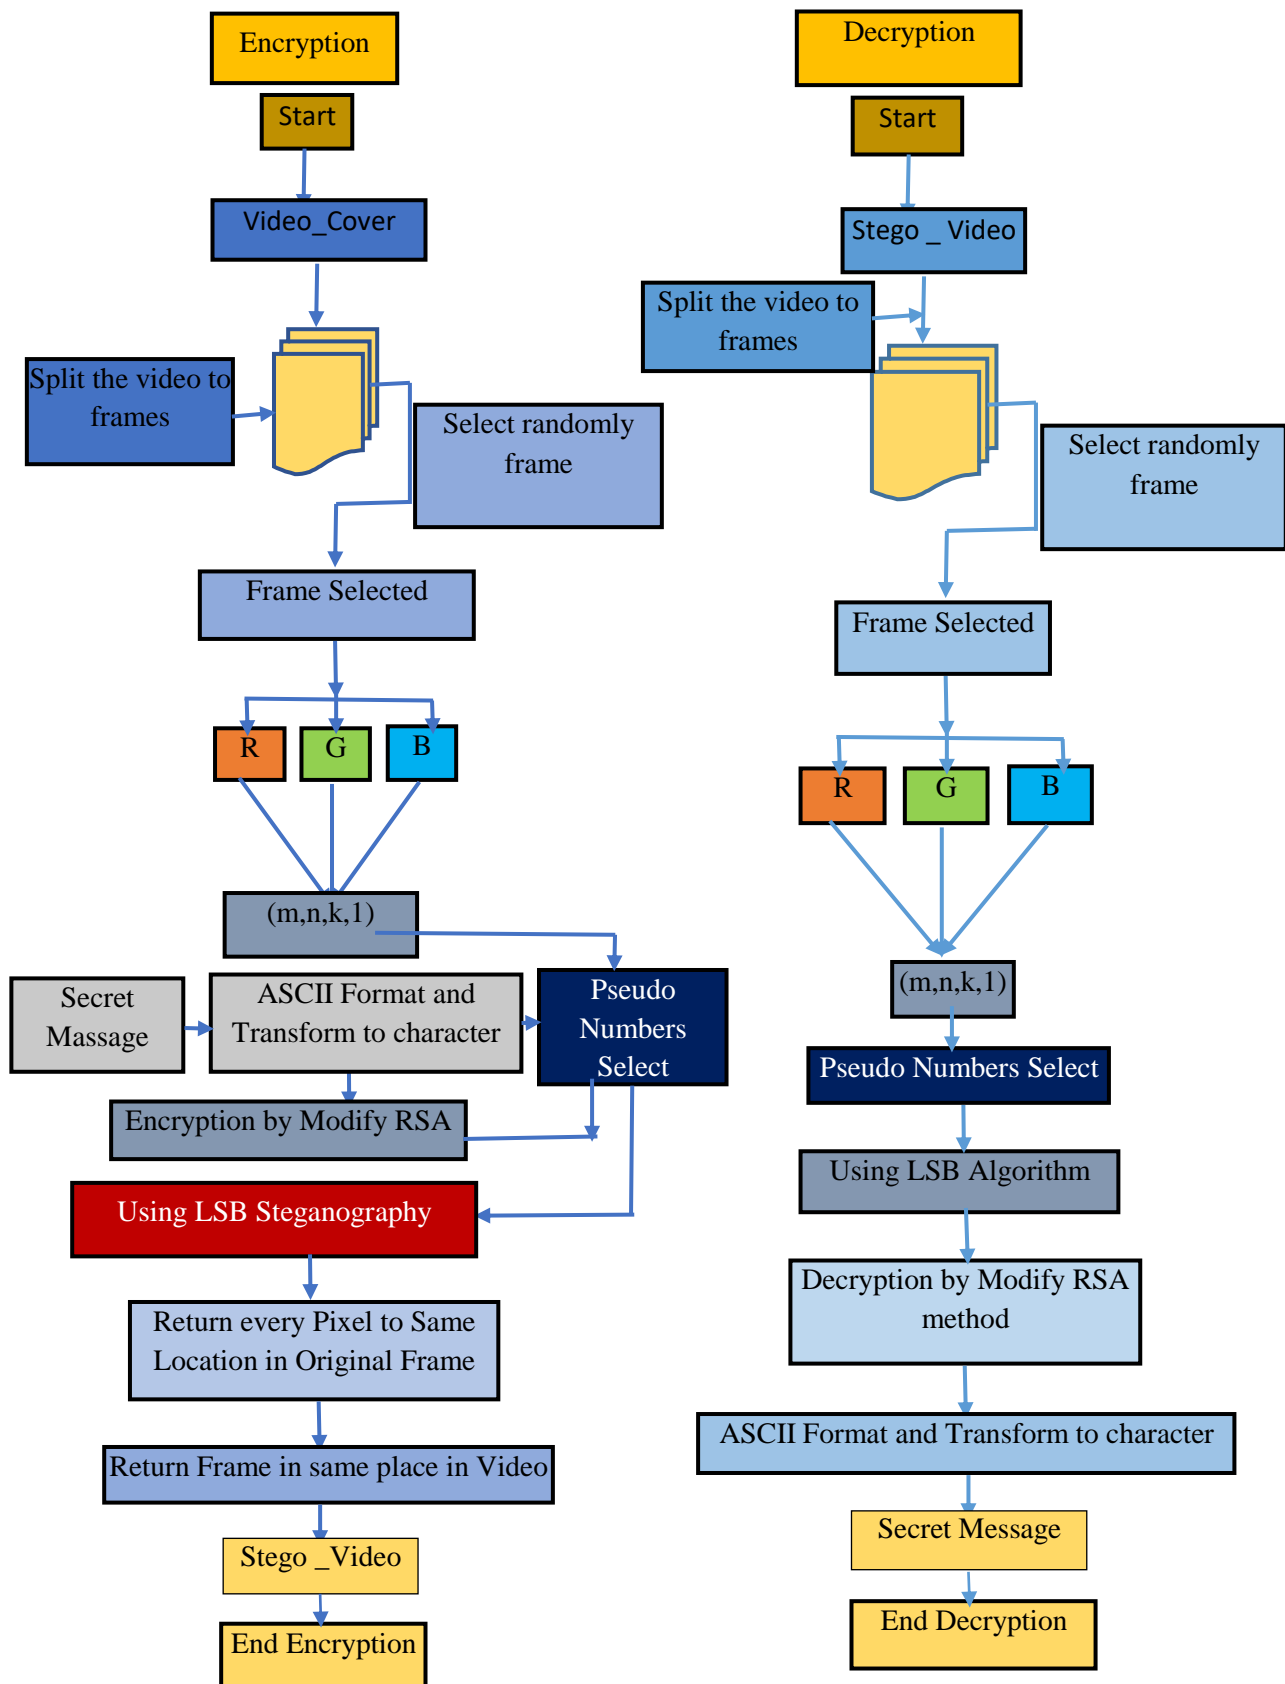 Encryption
Start
Video_Cover
Split the video to
frames
Select randomly
frame
Frame Selected
R
G
B
(m,n,k,1)
Secret
Massage
ASCII Format and
Transform to character
Pseudo
Numbers
Select
Encryption by Modify RSA
Using LSB Steganography
Return every Pixel to Same
Location in Original Frame
Return Frame in same place in Video
Stego _Video
End Encryption
Decryption
Start
Stego _ Video
Split the video to
frames
Select randomly
frame
Frame Selected
R
G
B
(m,n,k,1)
Pseudo Numbers Select
Using LSB Algorithm
Decryption by Modify RSA
method
ASCII Format and Transform to character
Secret Message
End Decryption